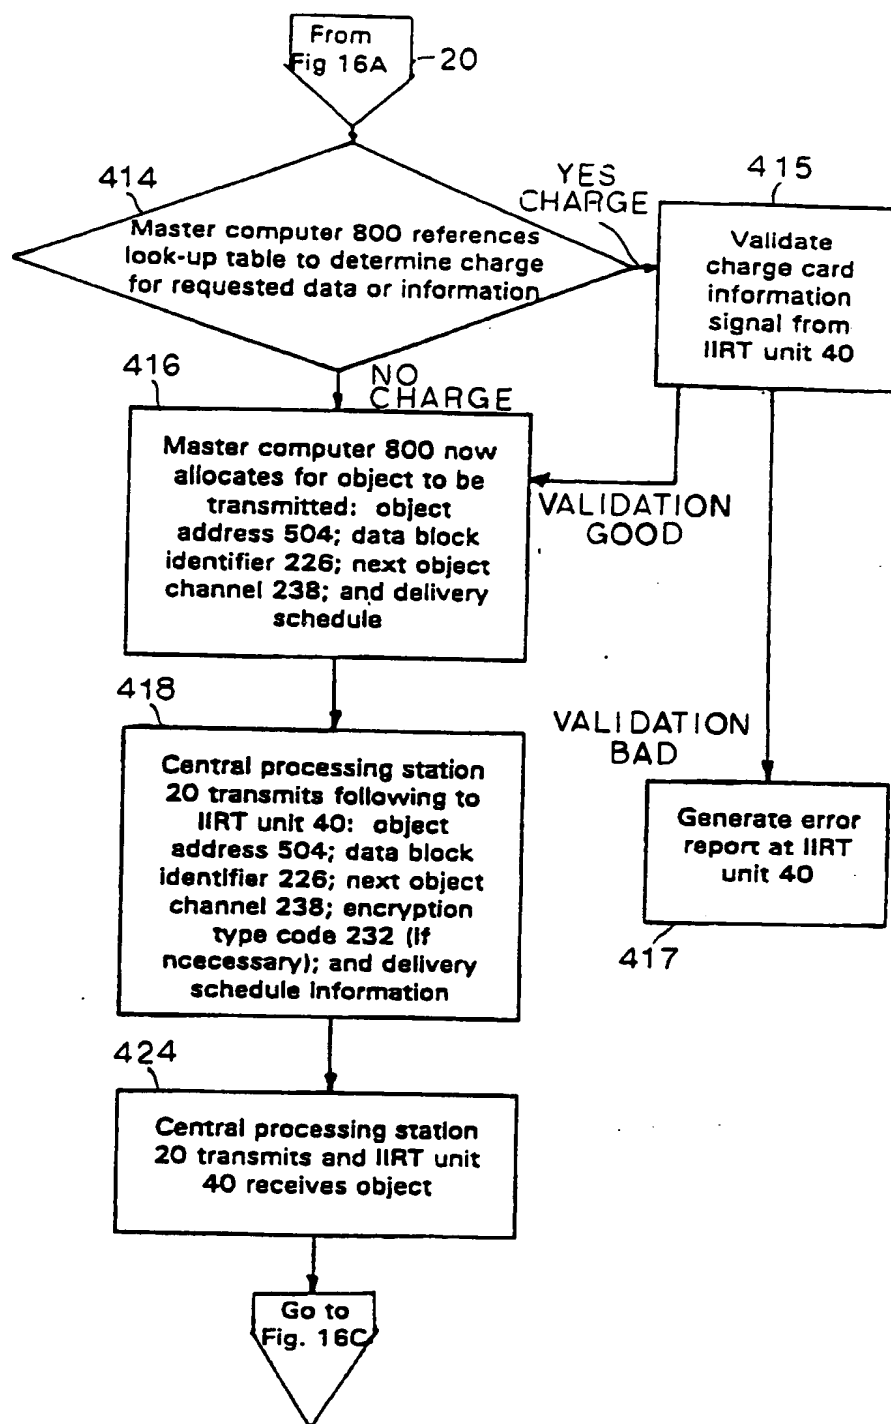 From
Fig 16A
20
414
Master computer 800 references
look-up table to determine charge
for requested data or information
YES
CHARGE
415
Validate
charge card
information
signal from
IIRT unit 40
NO
CHARGE
416
Master computer 800 now
allocates for object to be
transmitted: object
address 504; data block
identifier 226; next object
channel 238; and delivery
schedule
VALIDATION
GOOD
418
Central processing station
20 transmits following to
IIRT unit 40: object
address 504; data block
identifier 226; next object
channel 238; encryption
type code 232 (if
ncecessary); and delivery
schedule information
VALIDATION
BAD
Generate error
report at IIRT
unit 40
417
424
Central processing station
20 transmits and IIRT unit
40 receives object
Go to
Fig. 16C